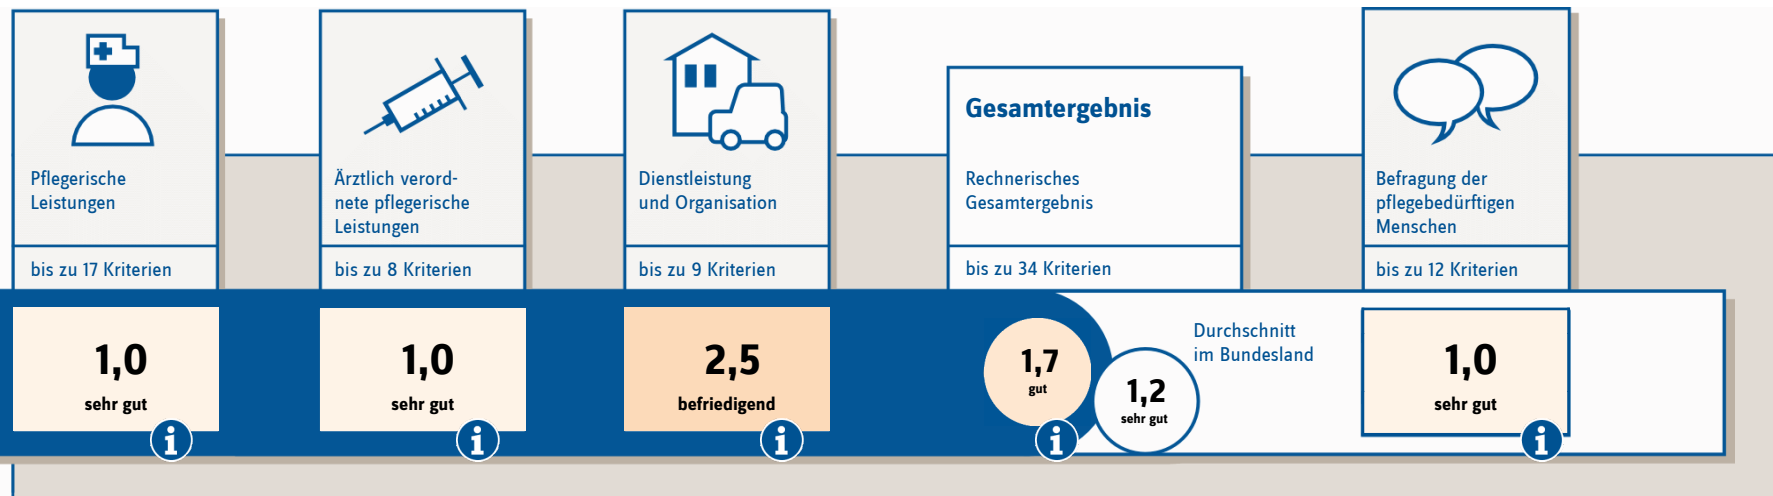 Pflegerische
Leistungen
bis zu 17 Kriterien
1,0
sehr gut
i
Ärztlich verord-
nete pflegerische
Leistungen
bis zu 8 Kriterien
1,0
sehr gut
i
Dienstleistung
und Organisation
bis zu 9 Kriterien
2,5
befriedigend
i
Gesamtergebnis
Rechnerisches
Gesamtergebnis
bis zu 34 Kriterien
1,7
gut
i
Durchschnitt
im Bundesland
1,2
sehr gut
Befragung der
pflegebedürftigen
Menschen
bis zu 12 Kriterien
1,0
sehr gut
i